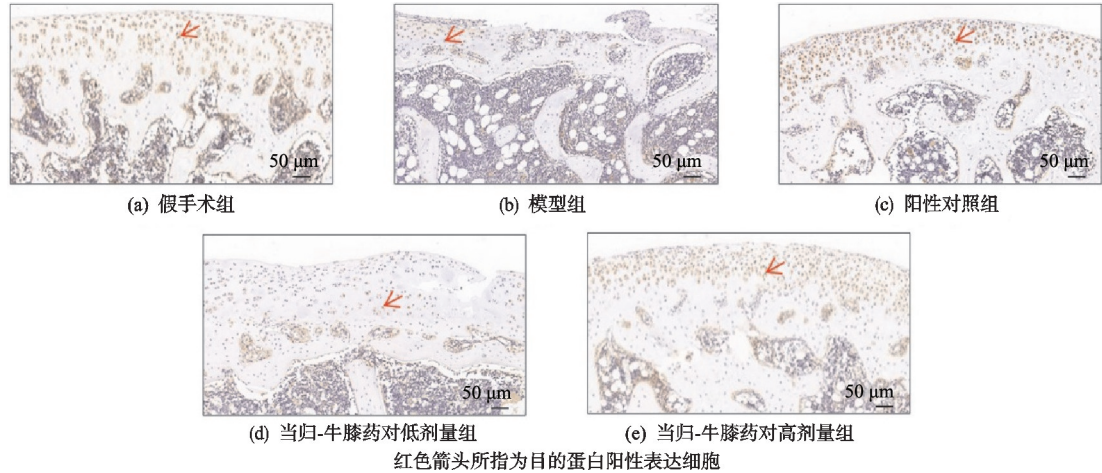 50 μm
50 μm
50 μm
(a) 假手术组
(b) 模型组
(c) 阳性对照组
50 μm
50 μm
(d) 当归-牛膝药对低剂量组
(e) 当归-牛膝药对高剂量组
红色箭头所指为目的蛋白阳性表达细胞